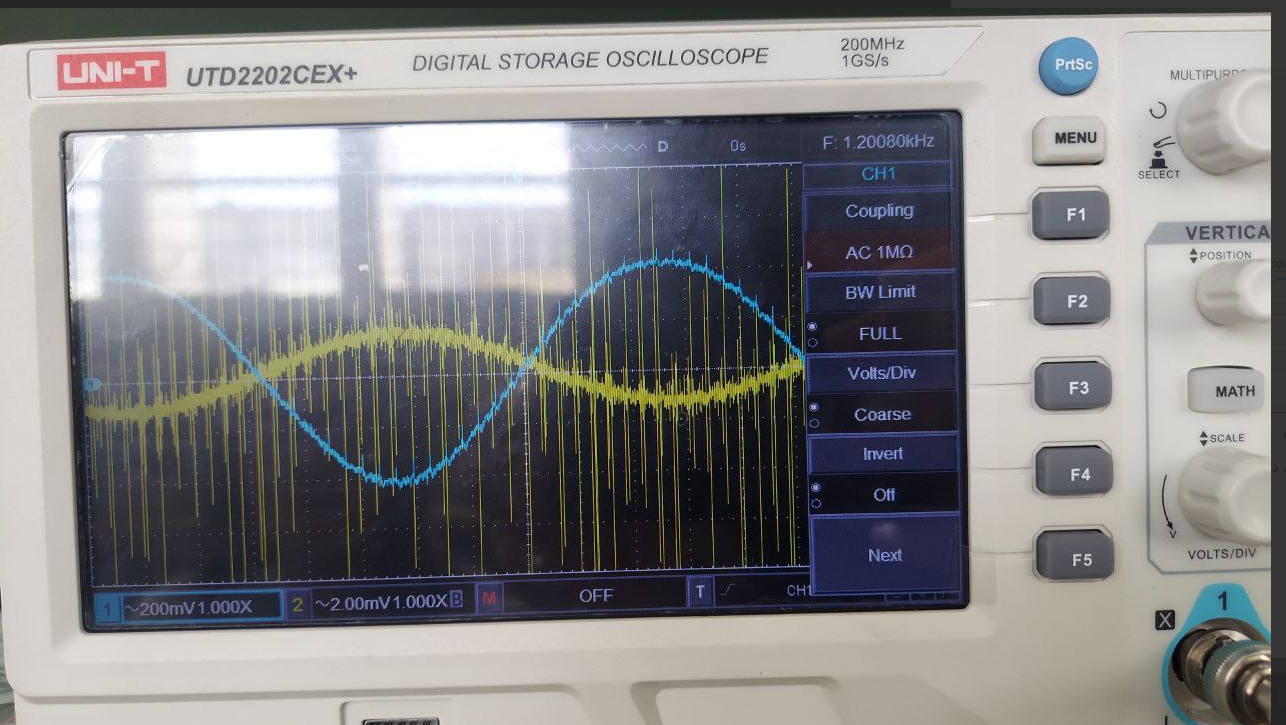 UNI-T UTD2202CEX+ DIGITAL STORAGE OSCILLOSCOPE
200MHz
1GS/s
PrtSc
MENU
F1
F2
F3
F4
F5
D 0s F: 1.20080kHz
CH1
Coupling
AC 1MΩ
BW Limit
FULL
Volts/Div
Coarse
Invert
Off
Next
1 ~200mV 1.000X 2 ~2.00mV 1.000X B M OFF T CH1
SELECT
POSITION
MATH
SCALE
V
VOLTS/DIV
X
1